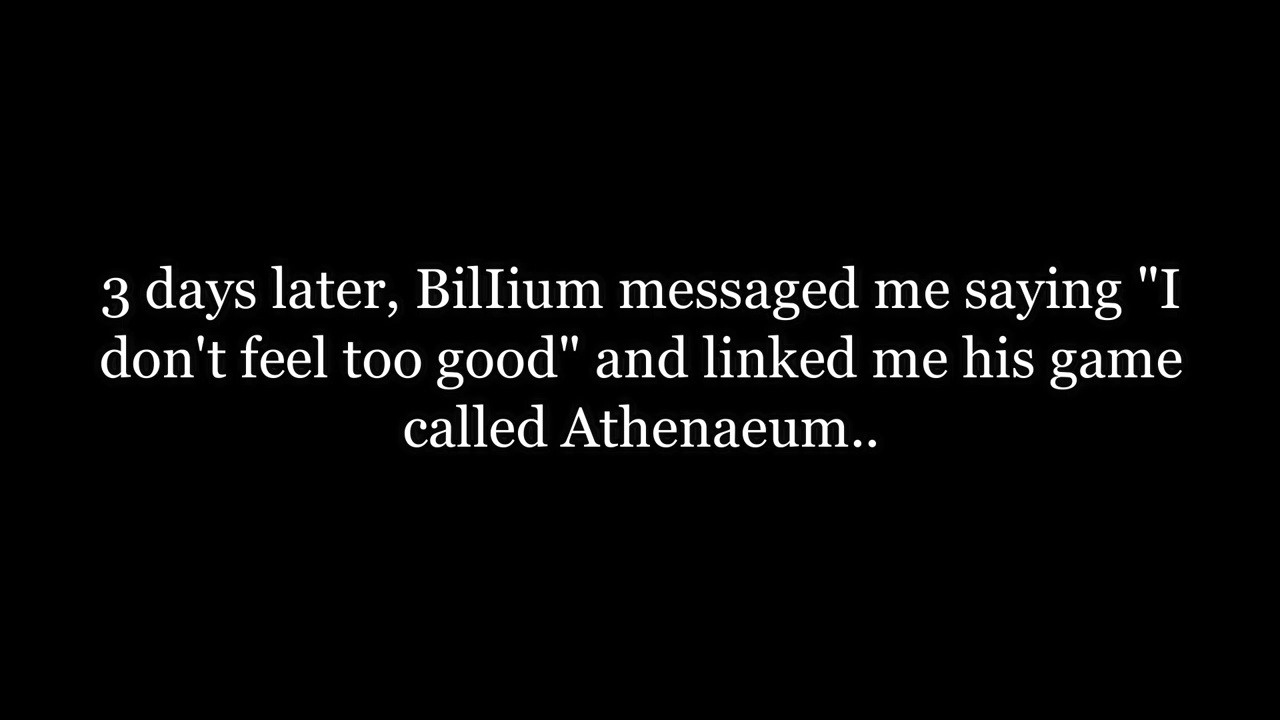 3 days later, BilIium messaged me saying "I
don't feel too good" and linked me his game
called Athenaeum..